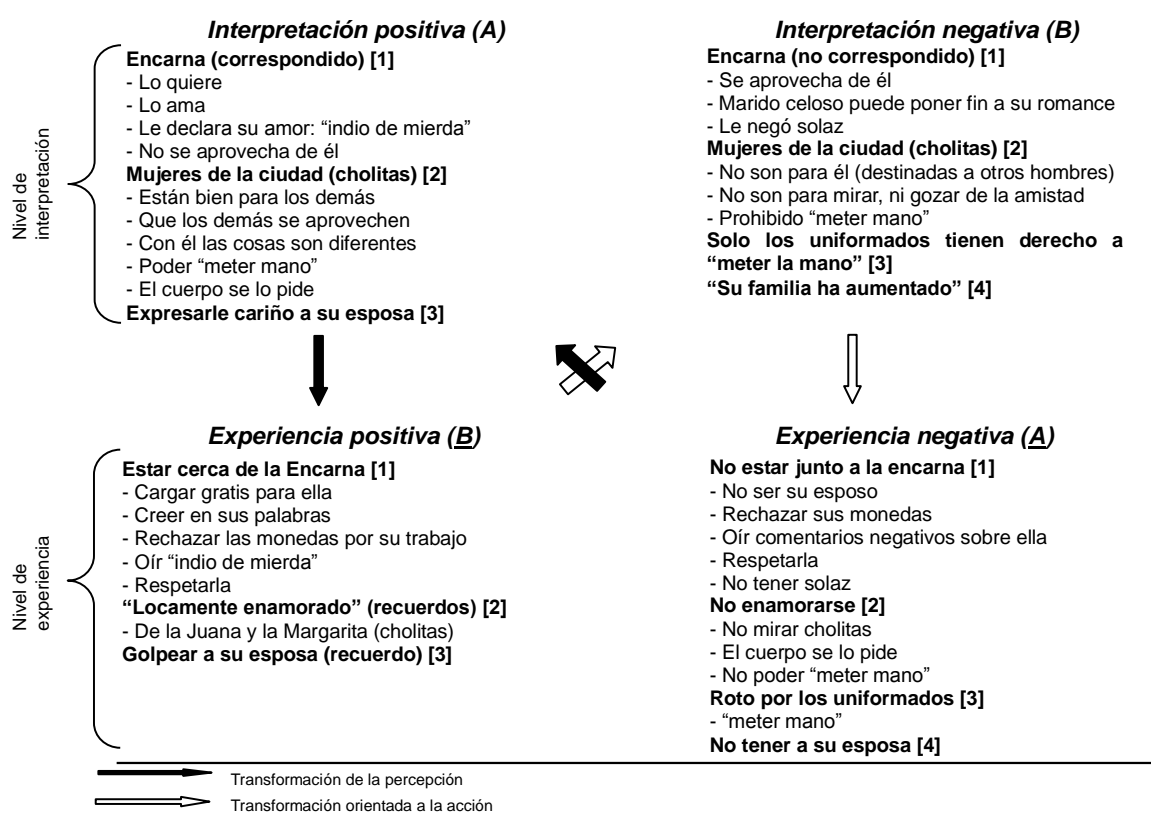 Interpretación positiva (A)
Encarna (correspondido) [1]
- Lo quiere
- Lo ama
- Le declara su amor: “indio de mierda”
- No se aprovecha de él
Mujeres de la ciudad (cholitas) [2]
- Están bien para los demás
- Que los demás se aprovechen
- Con él las cosas son diferentes
- Poder “meter mano”
- El cuerpo se lo pide
Expresarle cariño a su esposa [3]
Interpretación negativa (B)
Encarna (no correspondido) [1]
- Se aprovecha de él
- Marido celoso puede poner fin a su romance
- Le negó solaz
Mujeres de la ciudad (cholitas) [2]
- No son para él (destinadas a otros hombres)
- No son para mirar, ni gozar de la amistad
- Prohibido “meter mano”
Solo los uniformados tienen derecho a
“meter la mano” [3]
“Su familia ha aumentado” [4]
Nivel de
interpretación
Experiencia positiva (B)
Estar cerca de la Encarna [1]
- Cargar gratis para ella
- Creer en sus palabras
- Rechazar las monedas por su trabajo
- Oír “indio de mierda”
- Respetarla
“Locamente enamorado” (recuerdos) [2]
- De la Juana y la Margarita (cholitas)
Golpear a su esposa (recuerdo) [3]
Experiencia negativa (A)
No estar junto a la encarna [1]
- No ser su esposo
- Rechazar sus monedas
- Oír comentarios negativos sobre ella
- Respetarla
- No tener solaz
No enamorarse [2]
- No mirar cholitas
- El cuerpo se lo pide
- No poder “meter mano”
Roto por los uniformados [3]
- “meter mano”
No tener a su esposa [4]
Nivel de
experiencia
Transformación de la percepción
Transformación orientada a la acción